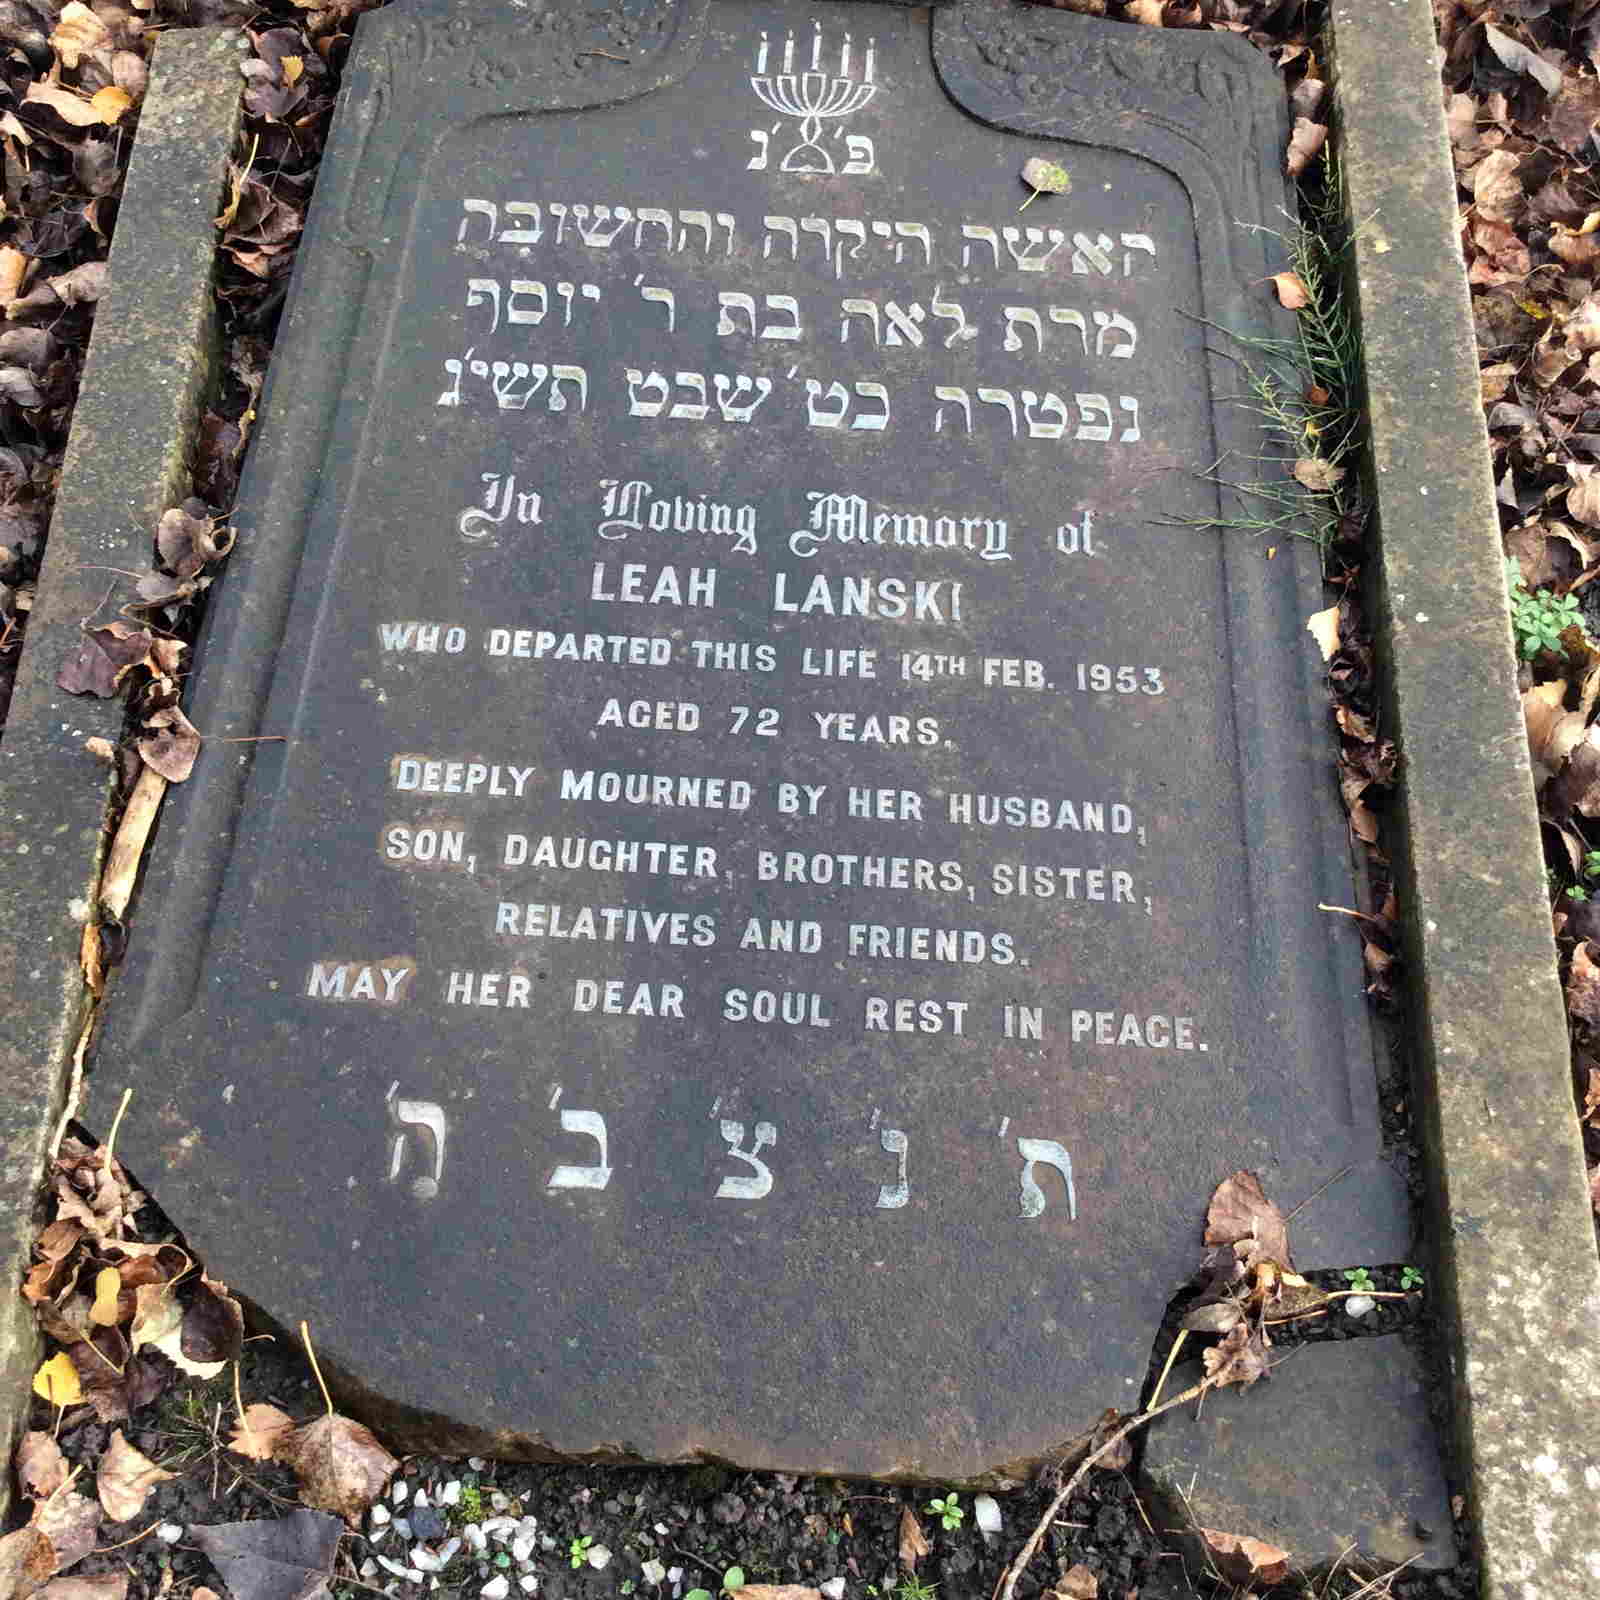 פ׳ נ׳
האשה היקרה והחשובה
מרת לאה בת ר׳ יוסף
נפטרה כט׳ שבט תשי׳ג
In Loving Memory of
LEAH LANSKI
WHO DEPARTED THIS LIFE 14TH FEB. 1953
AGED 72 YEARS.
DEEPLY MOURNED BY HER HUSBAND,
SON, DAUGHTER, BROTHERS, SISTER,
RELATIVES AND FRIENDS.
MAY HER DEAR SOUL REST IN PEACE.
ת׳ נ׳ צ׳ ב׳ ה׳